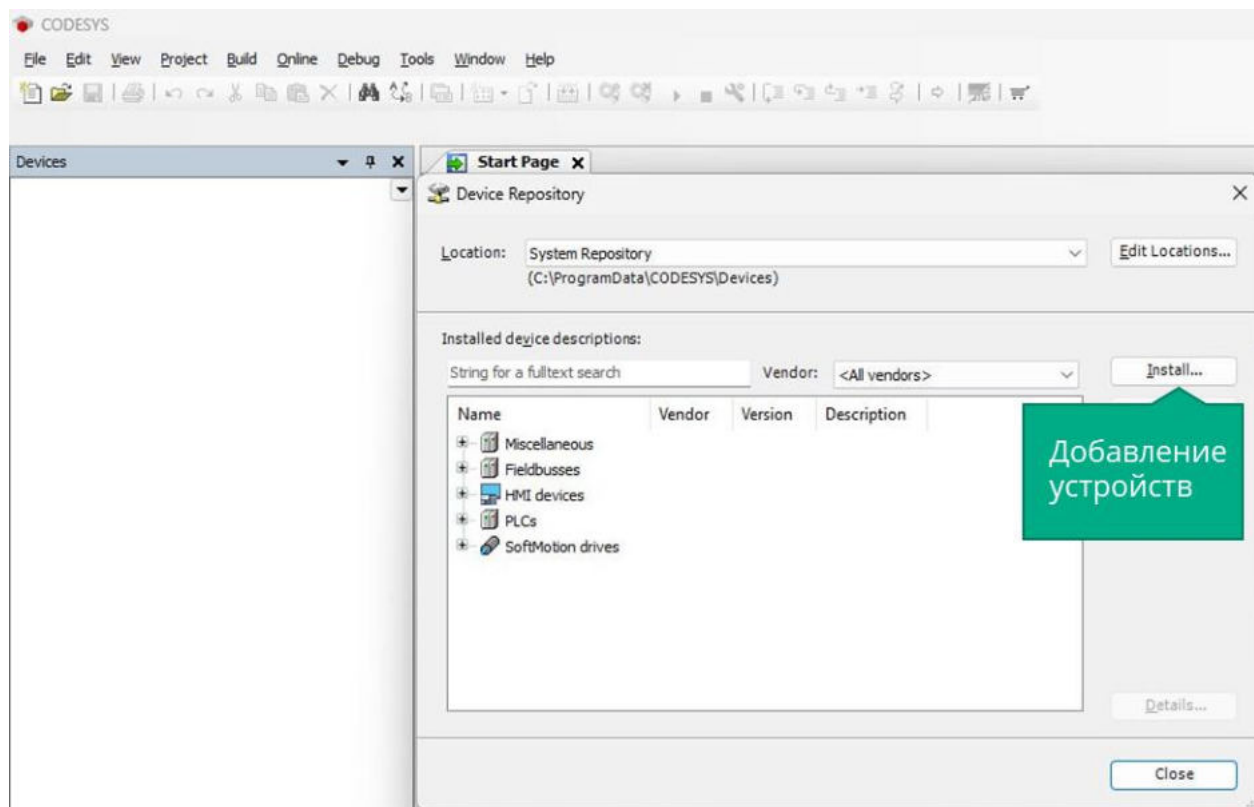 CODESYS
File Edit View Project Build Online Debug Tools Window Help
Devices
Start Page
Device Repository
Location: System Repository Edit Locations...
(C:\ProgramData\CODESYS\Devices)
Installed device descriptions:
String for a fulltext search Vendor: <All vendors> Install...
Name Vendor Version Description
Miscellaneous
Fieldbusses
HMI devices
PLCs
SoftMotion drives
Добавление
устройств
Details...
Close